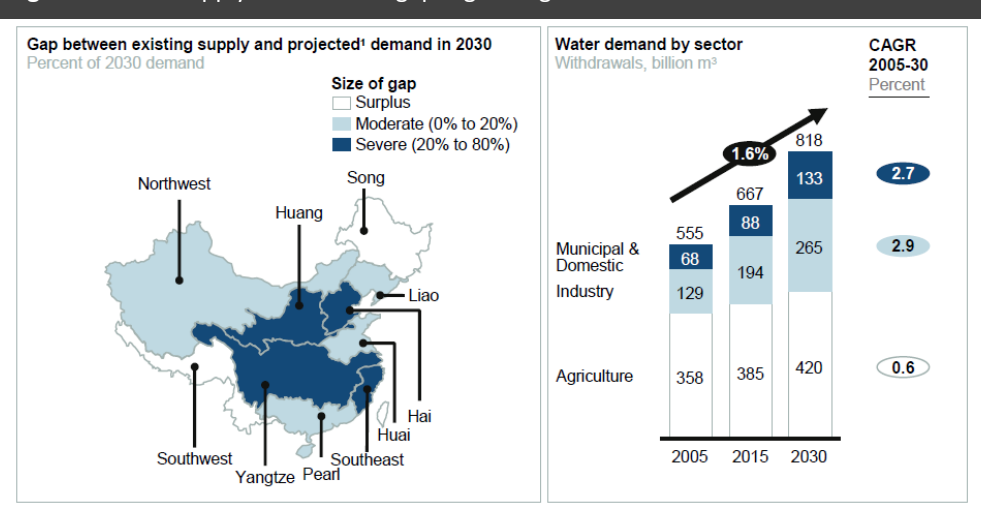 Gap between existing supply and projected¹ demand in 2030
Percent of 2030 demand
Size of gap
Surplus
Moderate (0% to 20%)
Severe (20% to 80%)
Northwest
Song
Huang
Liao
Hai
Huai
Southwest
Southeast
Yangtze
Pearl
Water demand by sector
Withdrawals, billion m³
CAGR
2005-30
Percent
1.6%
818
133
2.7
667
88
555
68
Municipal &
Domestic
265
2.9
194
129
Industry
Agriculture
358
385
420
0.6
2005
2015
2030